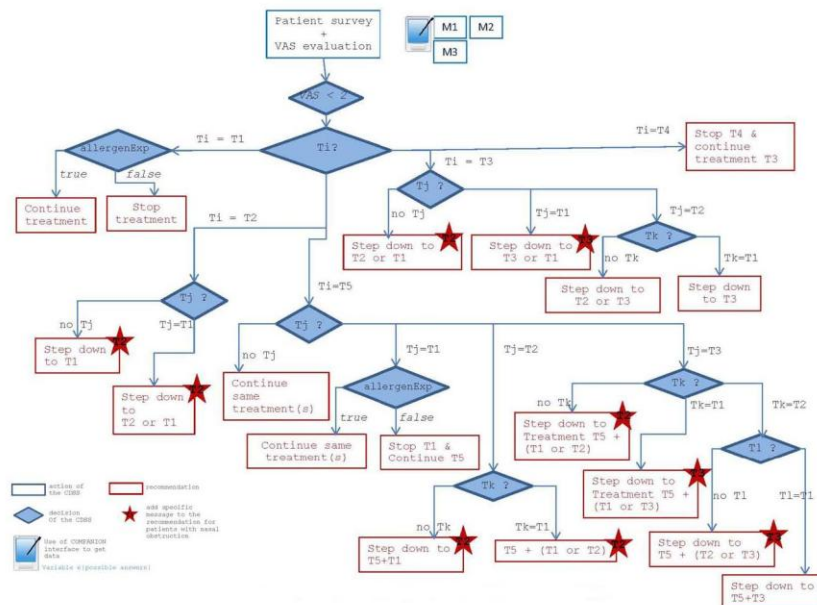 Patient survey
+
VAS evaluation
M1
M2
M3
VAS < 2
Ti?
Ti = T1
allergenExp
true
false
Continue
treatment
Stop
treatment
Ti=T4
Stop T4 &
continue
treatment T3
Ti = T3
Tj ?
no Tj
Step down to
T2 or T1
Tj=T1
Step down to
T3 or T1
Tj=T2
Tk ?
no Tk
Step down to
T2 or T3
Tk=T1
Step down
to T3
Ti = T2
Tj ?
no Tj
Step down
to T1
Tj=T1
Step down
to
T2 or T1
Ti=T5
Tj ?
no Tj
Continue
same
treatment(s)
Tj=T1
allergenExp
true
false
Continue same
treatment(s)
Stop T1 &
Continue T5
Tj=T2
Tk ?
no Tk
Step down to
T5+T1
Tk=T1
T5 + (T1 or T2)
Tj=T3
Tk ?
no Tk
Step down to
Treatment T5 +
(T1 or T2)
Tk=T1
Step down to
Treatment T5 +
(T1 or T3)
Tk=T2
Tl ?
no Tl
Step down to
T5 + (T2 or T3)
Tl=T1
Step down to
T5+T3
action of
the CDSS
recommendation
decision
of the CDSS
add specific
message to the
recommendation for
patients with nasal
obstruction
Use of COMPANION
interface to get
data
Variable e{possible answers}